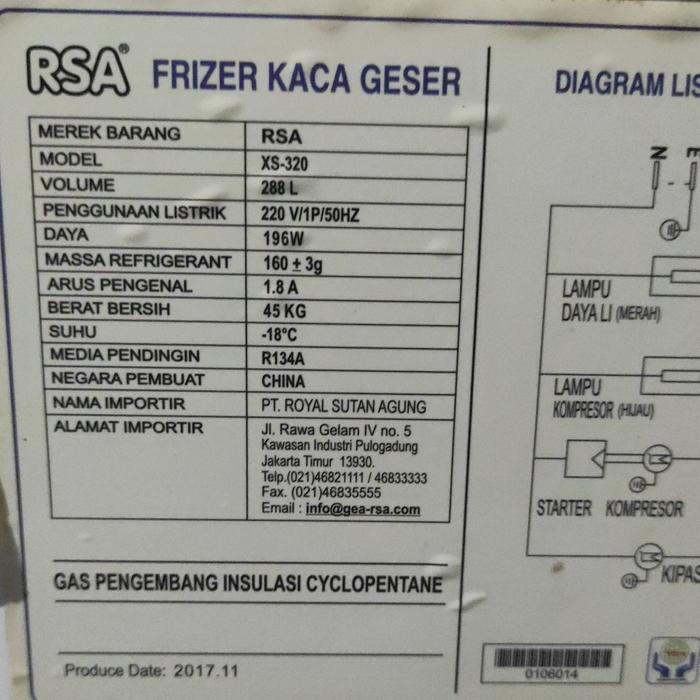 RSA® FRIZER KACA GESER
MEREK BARANG RSA
MODEL XS-320
VOLUME 288 L
PENGGUNAAN LISTRIK 220 V/1P/50HZ
DAYA 196W
MASSA REFRIGERANT 160 ± 3g
ARUS PENGENAL 1.8 A
BERAT BERSIH 45 KG
SUHU -18°C
MEDIA PENDINGIN R134A
NEGARA PEMBUAT CHINA
NAMA IMPORTIR PT. ROYAL SUTAN AGUNG
ALAMAT IMPORTIR Jl. Rawa Gelam IV no. 5
Kawasan Industri Pulogadung
Jakarta Timur 13930.
Telp.(021)46821111 / 46833333
Fax. (021)46835555
Email : info@gea-rsa.com
GAS PENGEMBANG INSULASI CYCLOPENTANE
Produce Date: 2017.11
DIAGRAM LIS
N E
LAMPU
DAYA LI (MERAH)
LAMPU
KOMPRESOR (HIJAU)
STARTER KOMPRESOR
KIPAS
0106014